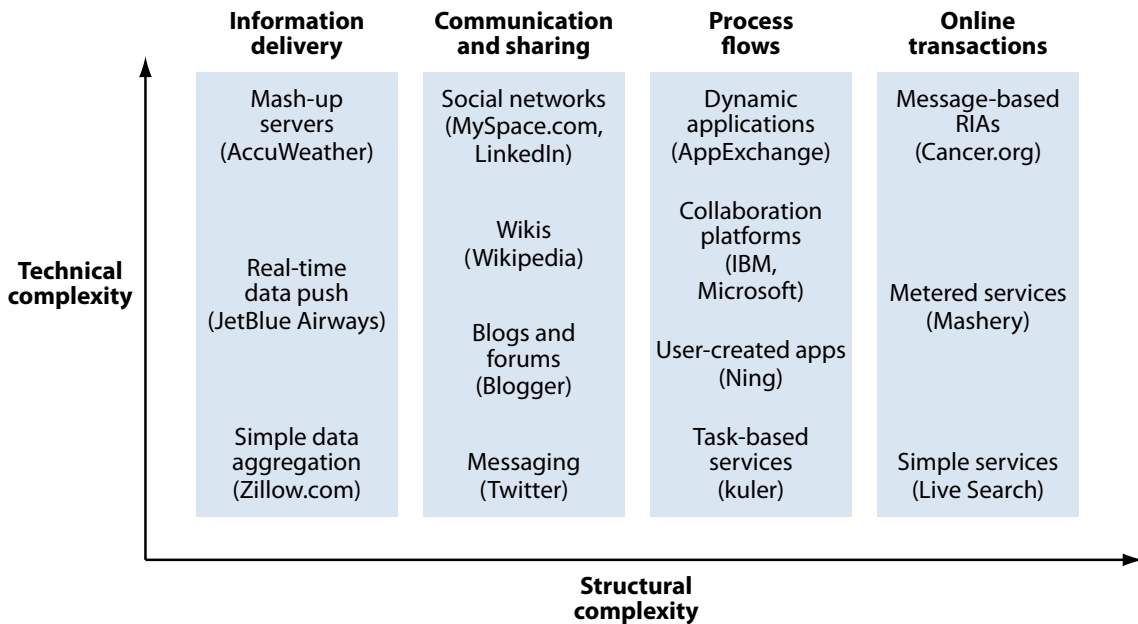 Information
delivery
Communication
and sharing
Process
flows
Online
transactions
Technical
complexity
Mash-up
servers
(AccuWeather)
Real-time
data push
(JetBlue Airways)
Simple data
aggregation
(Zillow.com)
Social networks
(MySpace.com,
LinkedIn)
Wikis
(Wikipedia)
Blogs and
forums
(Blogger)
Messaging
(Twitter)
Dynamic
applications
(AppExchange)
Collaboration
platforms
(IBM,
Microsoft)
User-created apps
(Ning)
Task-based
services
(kuler)
Message-based
RIAs
(Cancer.org)
Metered services
(Mashery)
Simple services
(Live Search)
Structural
complexity